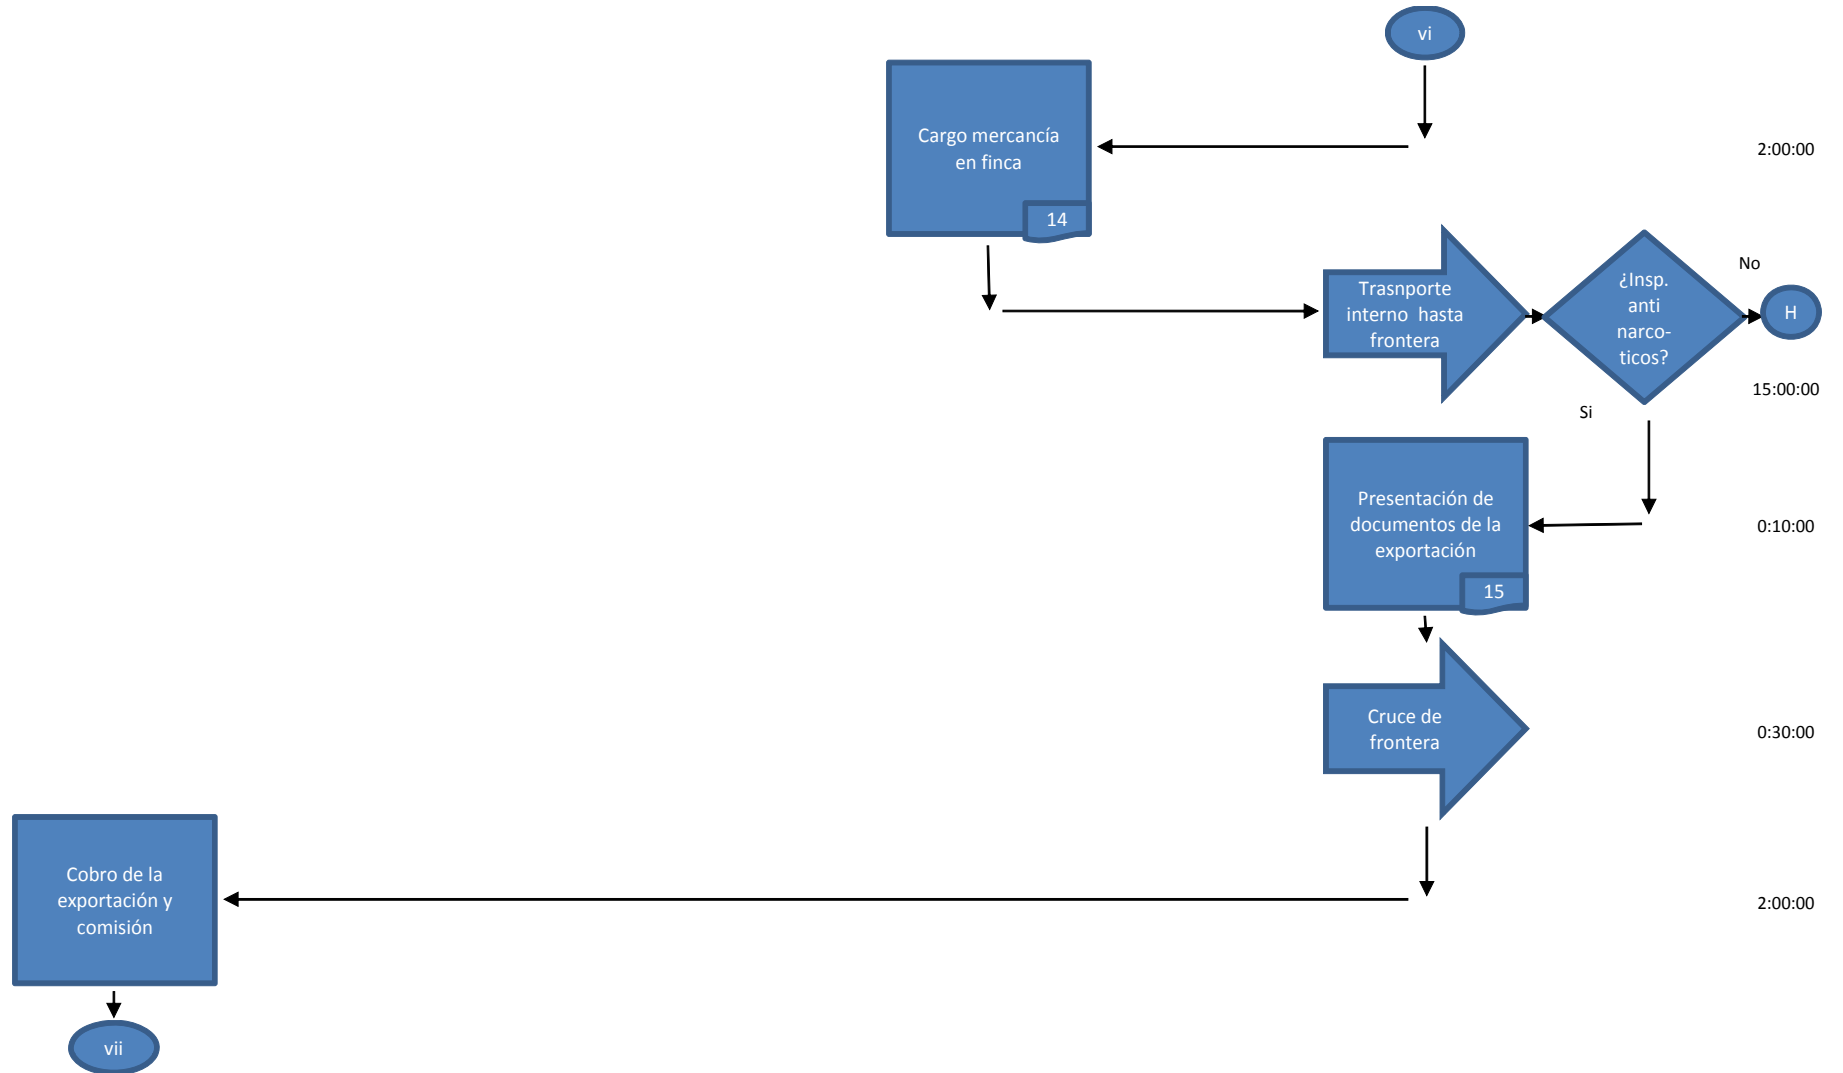 vi
Cargo mercancía
en finca
14
2:00:00
Trasnporte
interno hasta
frontera
¿Insp.
anti
narco-
ticos?
No
H
15:00:00
Si
Presentación de
documentos de la
exportación
15
0:10:00
Cruce de
frontera
0:30:00
Cobro de la
exportación y
comisión
2:00:00
vii